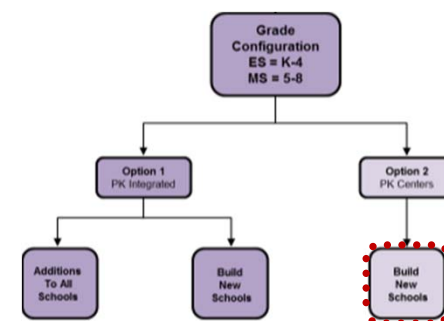 Grade
Configuration
ES = K-4
MS = 5-8
Option 1
PK Integrated
Option 2
PK Centers
Additions
To All
Schools
Build
New
Schools
Build
New
Schools